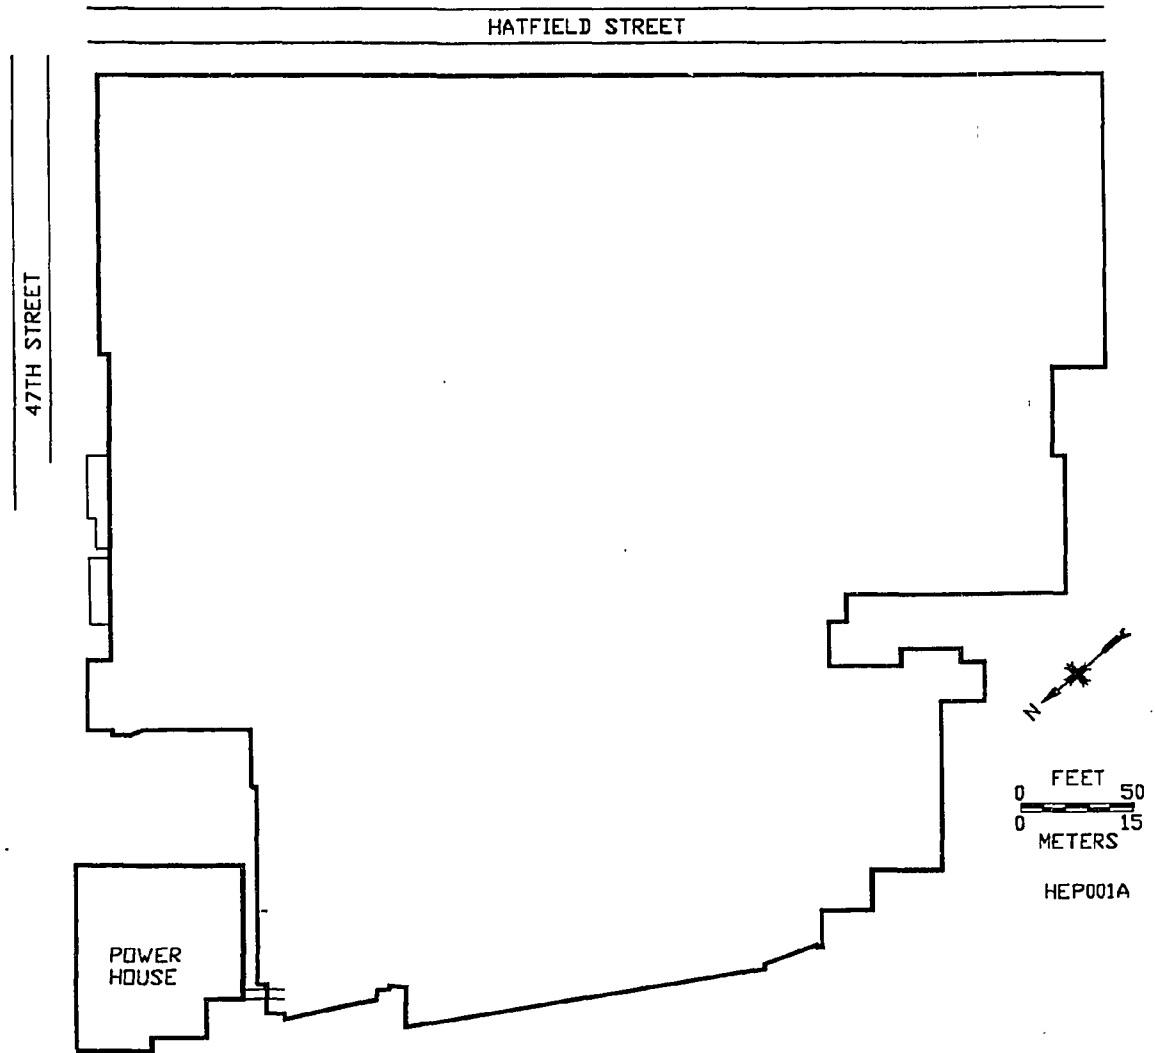 HATFIELD STREET
47TH STREET
N
FEET
0 50
0 15
METERS
HEP001A
POWER
HOUSE